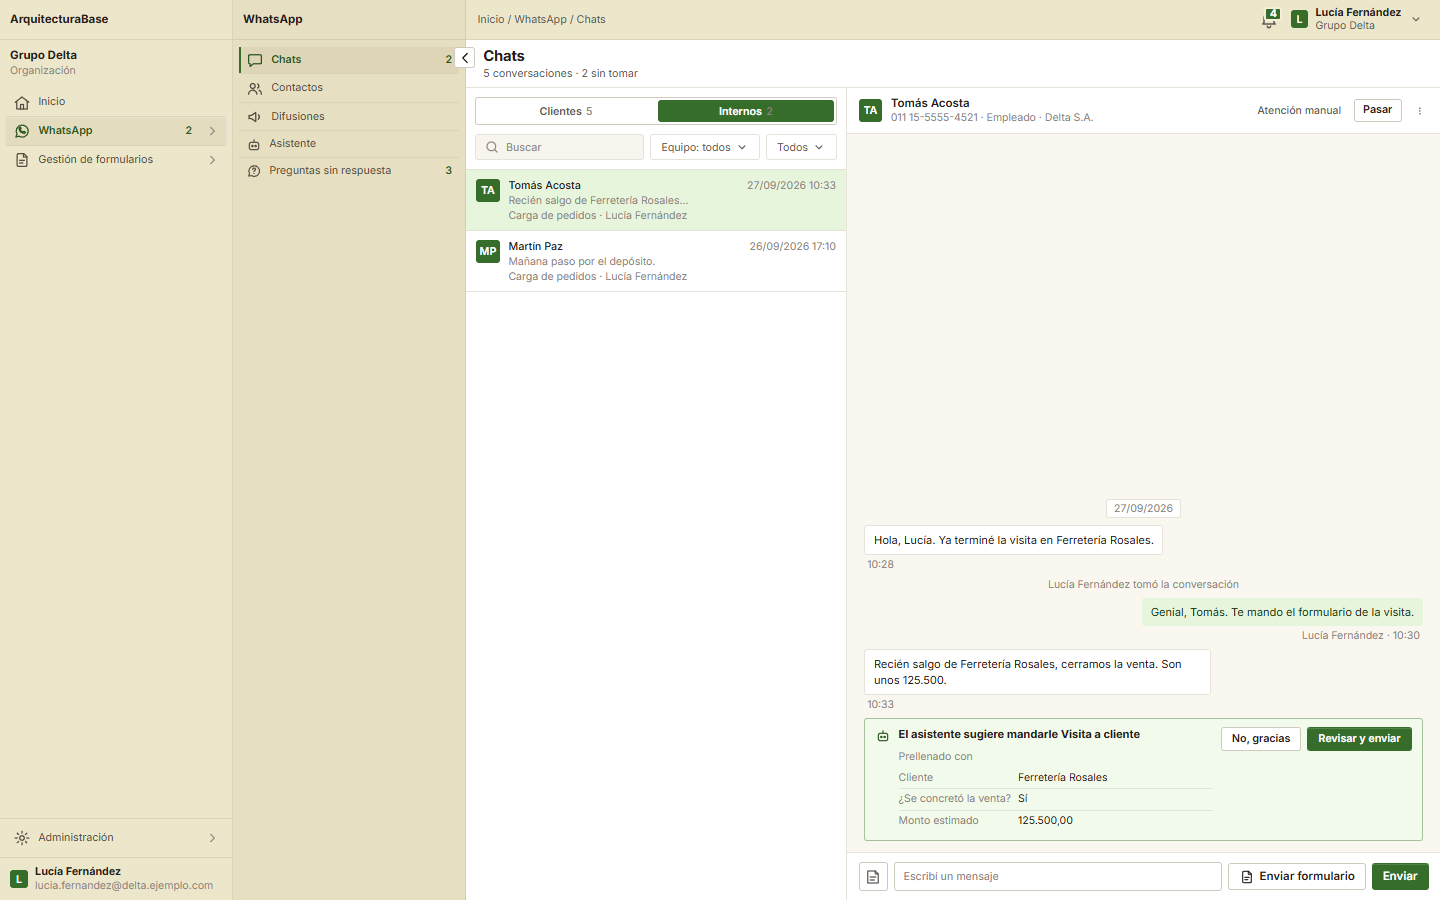 ArquitecturaBase
Grupo Delta
Organización
Inicio
WhatsApp 2
Gestión de formularios
Administración
L
Lucía Fernández
lucia.fernandez@delta.ejemplo.com
WhatsApp
Chats 2
Contactos
Difusiones
Asistente
Preguntas sin respuesta 3
Inicio / WhatsApp / Chats
4
L
Lucía Fernández
Grupo Delta
Chats
5 conversaciones · 2 sin tomar
Clientes 5
Internos 2
Buscar
Equipo: todos
Todos
TA
Tomás Acosta 27/09/2026 10:33
Recién salgo de Ferretería Rosales...
Carga de pedidos · Lucía Fernández
MP
Martín Paz 26/09/2026 17:10
Mañana paso por el depósito.
Carga de pedidos · Lucía Fernández
TA
Tomás Acosta
011 15-5555-4521 · Empleado · Delta S.A.
Atención manual
Pasar
27/09/2026
Hola, Lucía. Ya terminé la visita en Ferretería Rosales.
10:28
Lucía Fernández tomó la conversación
Genial, Tomás. Te mando el formulario de la visita.
Lucía Fernández · 10:30
Recién salgo de Ferretería Rosales, cerramos la venta. Son
unos 125.500.
10:33
El asistente sugiere mandarle Visita a cliente
No, gracias
Revisar y enviar
Prellenado con
Cliente Ferretería Rosales
¿Se concretó la venta? Sí
Monto estimado 125.500,00
Escribí un mensaje
Enviar formulario
Enviar